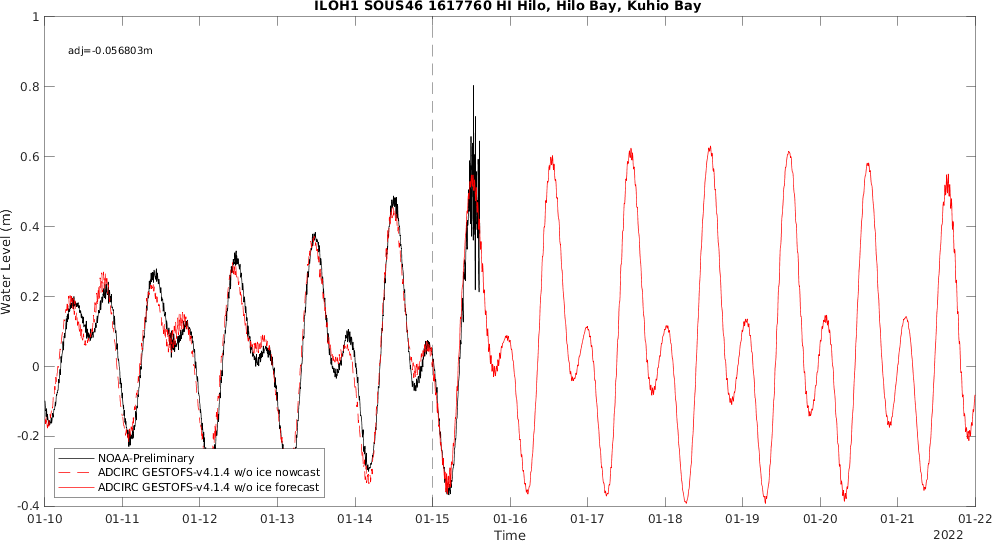 ILOH1 SOUS46 1617760 HI Hilo, Hilo Bay, Kuhio Bay
adj=-0.056803m
1
0.8
0.6
0.4
0.2
0
-0.2
-0.4
Water Level (m)
NOAA-Preliminary
ADCIRC GESTOFS-v4.1.4 w/o ice nowcast
ADCIRC GESTOFS-v4.1.4 w/o ice forecast
01-10 01-11 01-12 01-13 01-14 01-15 01-16 01-17 01-18 01-19 01-20 01-21 01-22
Time
2022